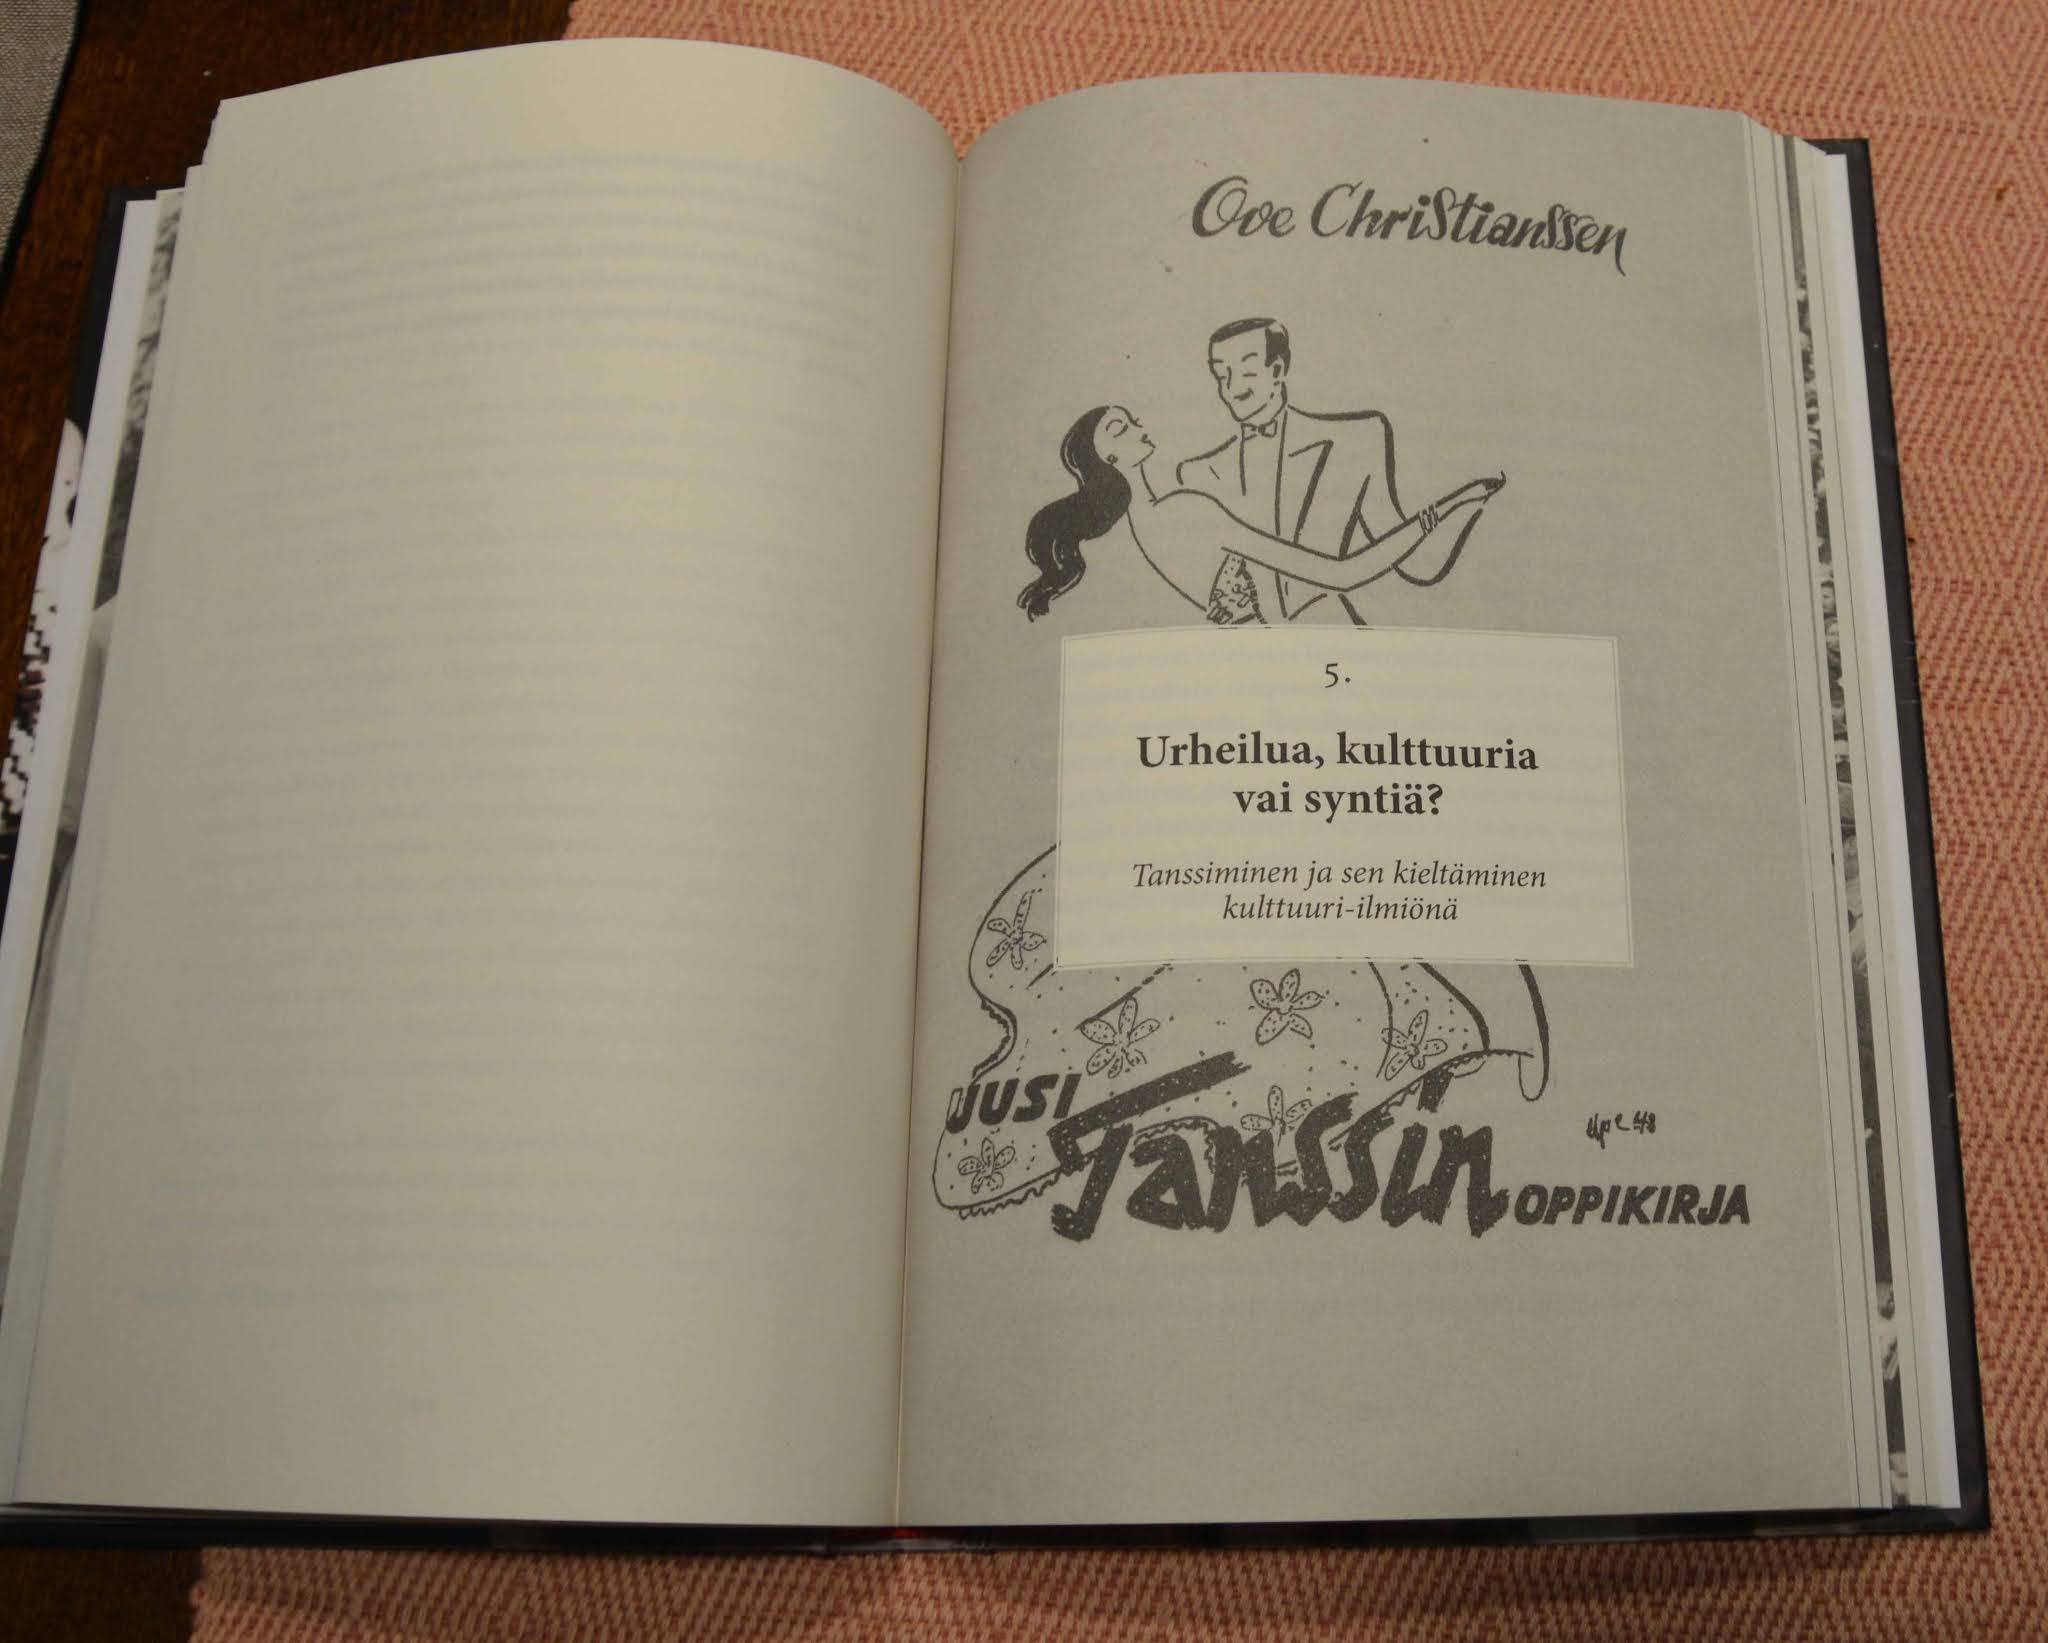 Ove Christianssen
5.
Urheilua, kulttuuria
vai syntiä?
Tanssiminen ja sen kieltäminen
kulttuuri-ilmiönä
UUSI
Tanssin OPPIKIRJA